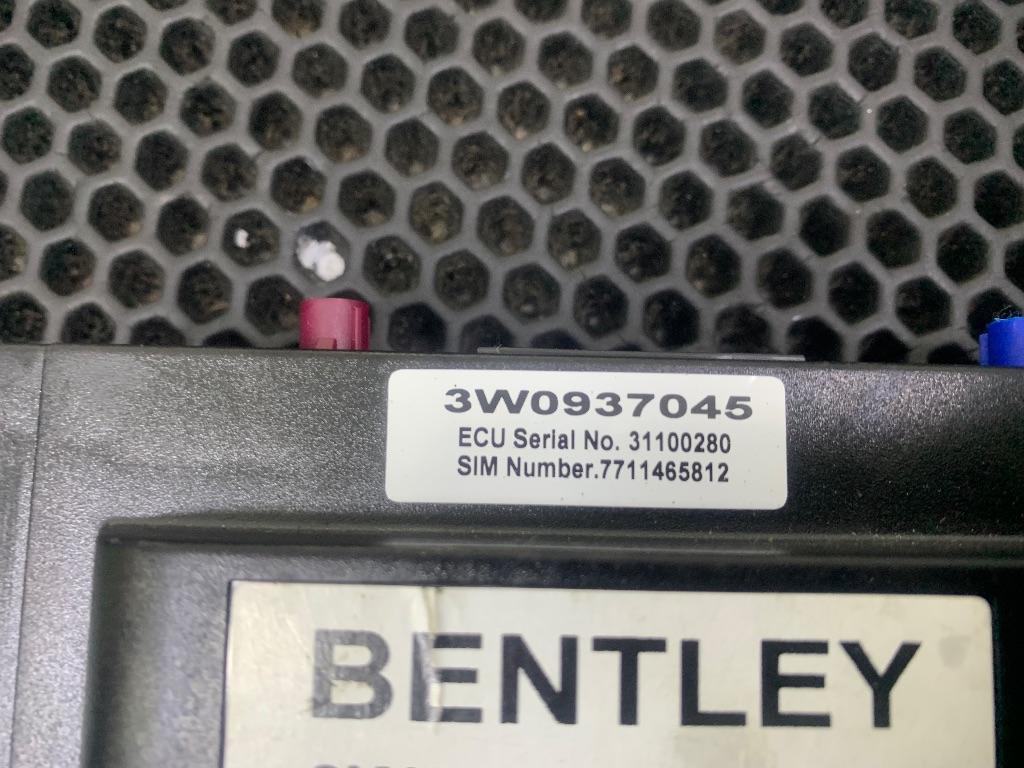 3W0937045
ECU Serial No. 31100280
SIM Number.7711465812
BENTLEY